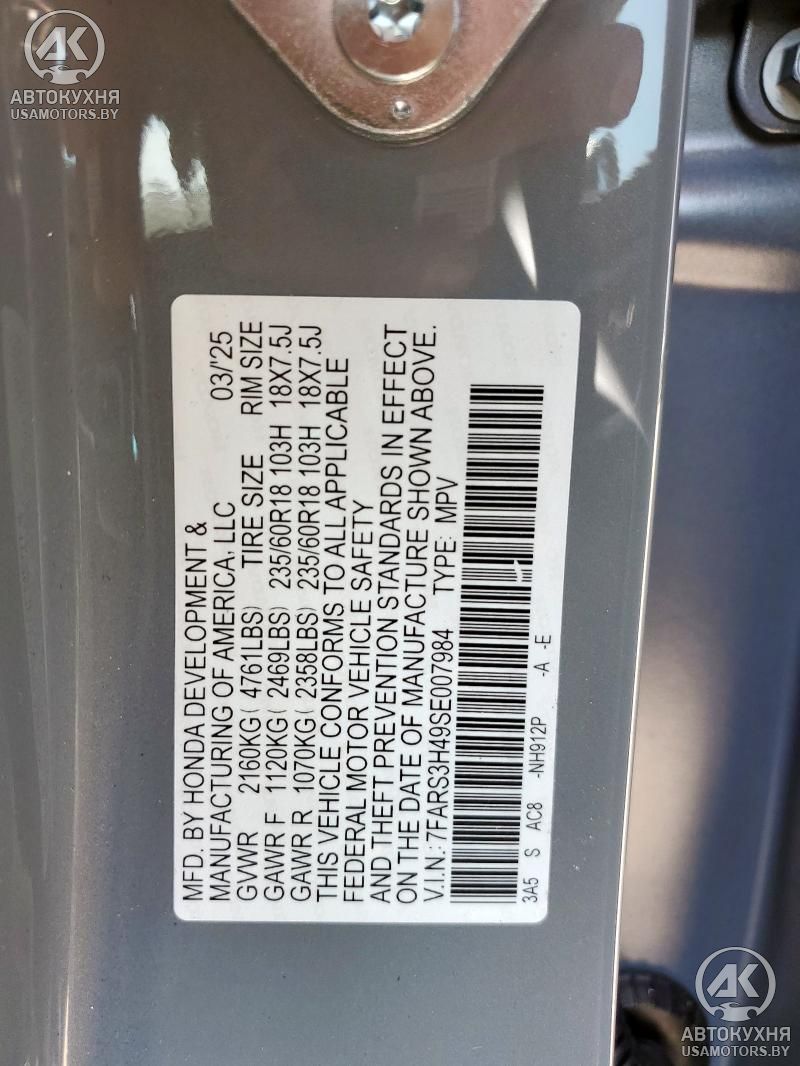 АК
АВТОКУХНЯ
USAMOTORS.BY
MFD. BY HONDA DEVELOPMENT &
MANUFACTURING OF AMERICA, LLC 03/'25
GVWR 2160KG( 4761LBS) TIRE SIZE RIM SIZE
GAWR F 1120KG( 2469LBS) 235/60R18 103H 18X7.5J
GAWR R 1070KG( 2358LBS) 235/60R18 103H 18X7.5J
THIS VEHICLE CONFORMS TO ALL APPLICABLE
FEDERAL MOTOR VEHICLE SAFETY
AND THEFT PREVENTION STANDARDS IN EFFECT
ON THE DATE OF MANUFACTURE SHOWN ABOVE.
V.I.N.: 7FARS3H49SE007984 TYPE: MPV
3A5 S AC8 -NH912P -A -E
АК
АВТОКУХНЯ
USAMOTORS.BY